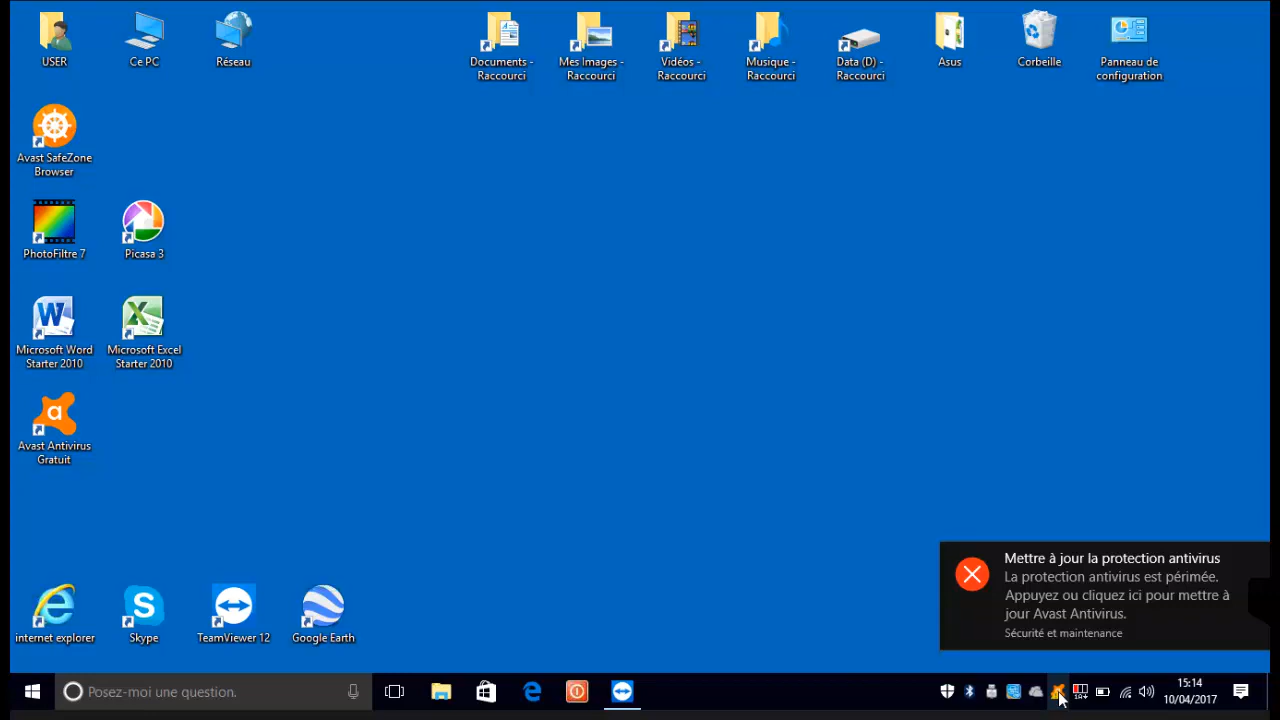 USER
Ce PC
Réseau
Documents -
Raccourci
Mes Images -
Raccourci
Vidéos -
Raccourci
Musique -
Raccourci
Data (D) -
Raccourci
Asus
Corbeille
Panneau de
configuration
Avast SafeZone
Browser
PhotoFiltre 7
Picasa 3
Microsoft Word
Starter 2010
Microsoft Excel
Starter 2010
Avast Antivirus
Gratuit
internet explorer
Skype
TeamViewer 12
Google Earth
Mettre à jour la protection antivirus
La protection antivirus est périmée.
Appuyez ou cliquez ici pour mettre à
jour Avast Antivirus.
Sécurité et maintenance
Posez-moi une question.
15:14
10/04/2017